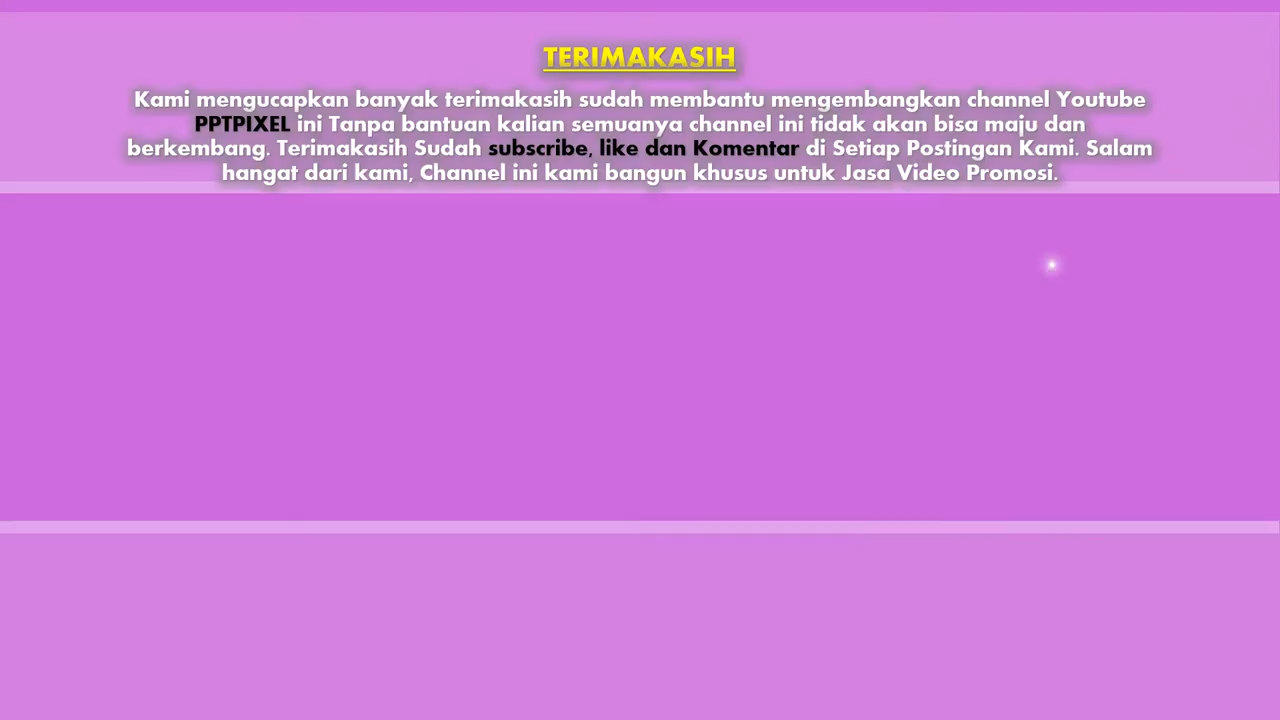 TERIMAKASIH
Kami mengucapkan banyak terimakasih sudah membantu mengembangkan channel Youtube
PPTPIXEL ini Tanpa bantuan kalian semuanya channel ini tidak akan bisa maju dan
berkembang. Terimakasih Sudah subscribe, like dan Komentar di Setiap Postingan Kami. Salam
hangat dari kami, Channel ini kami bangun khusus untuk Jasa Video Promosi.